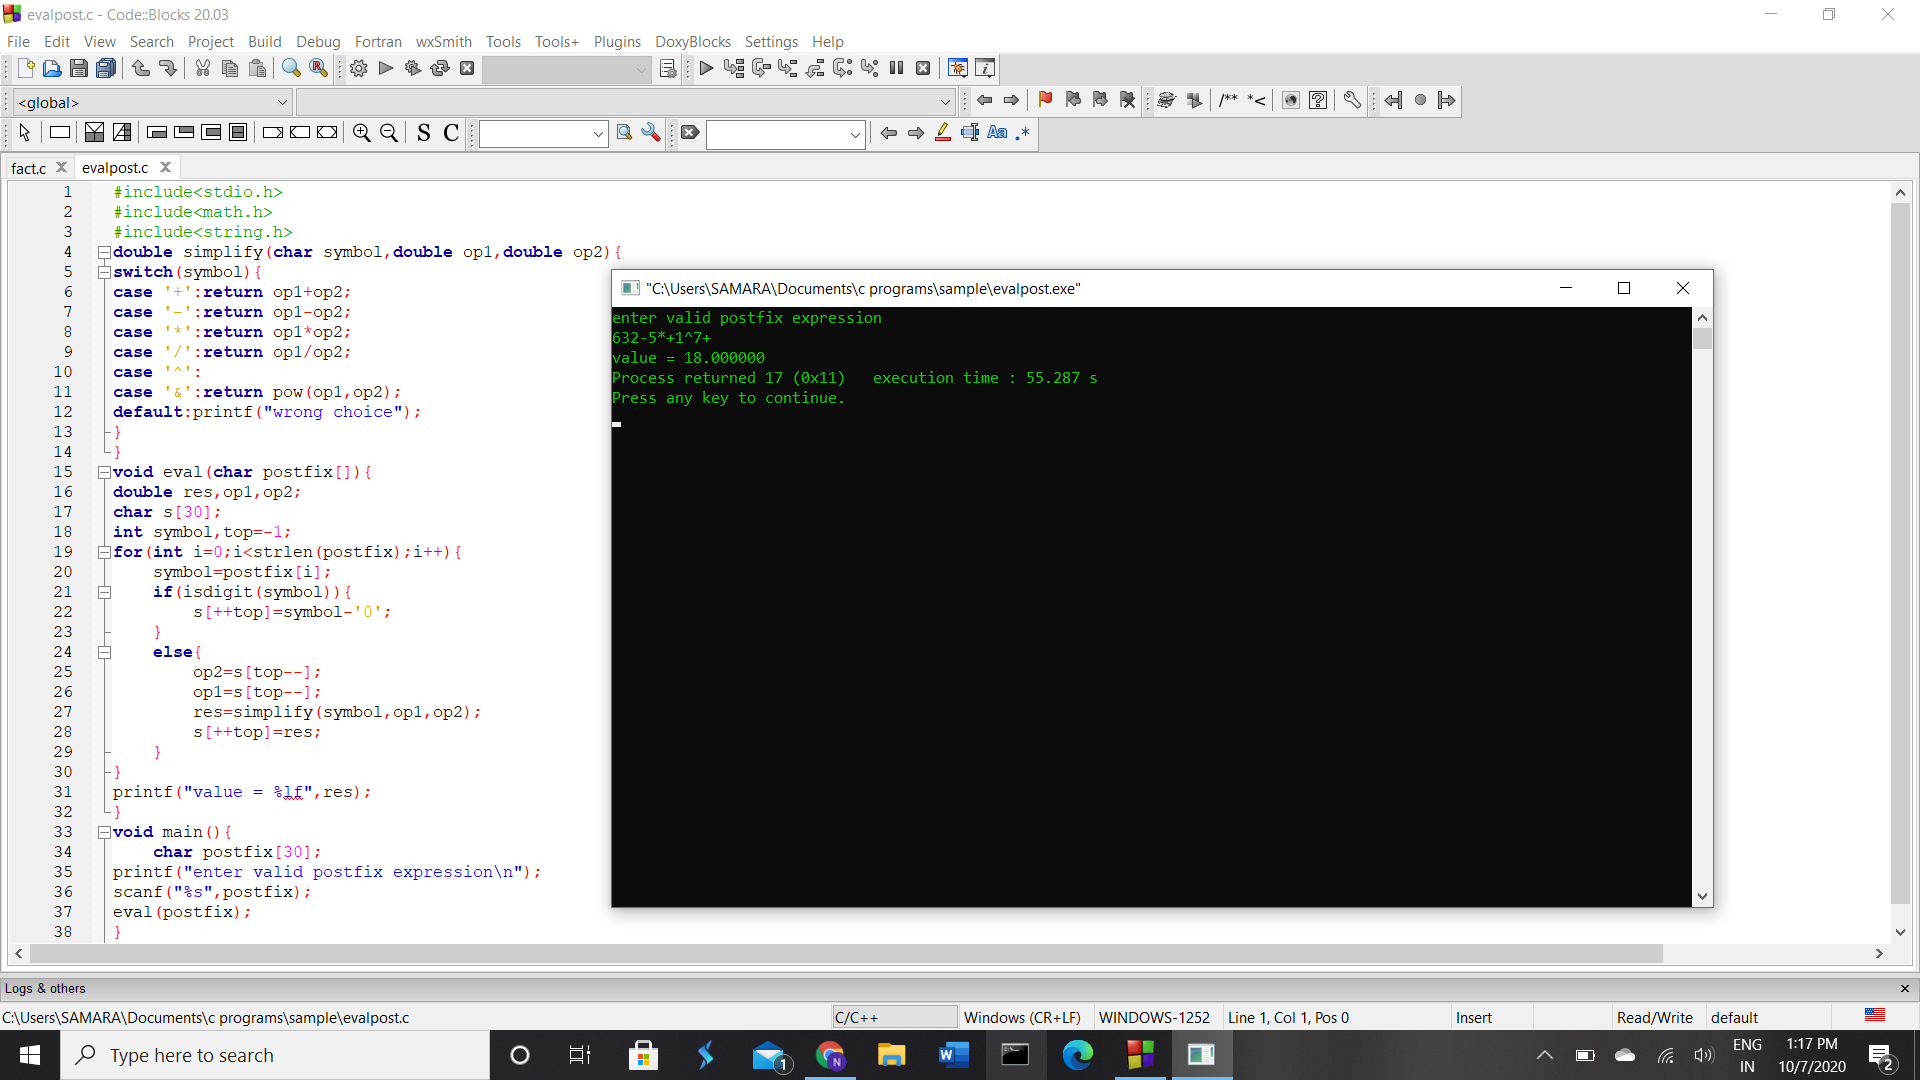 evalpost.c - Code::Blocks 20.03
File Edit View Search Project Build Debug Fortran wxSmith Tools Tools+ Plugins DoxyBlocks Settings Help
<global>
/** *<
S C
Aa .*
fact.c evalpost.c
1 #include<stdio.h>
2 #include<math.h>
3 #include<string.h>
4 double simplify(char symbol,double op1,double op2){
5 switch(symbol){
6 case '+':return op1+op2;
7 case '-':return op1-op2;
8 case '*':return op1*op2;
9 case '/':return op1/op2;
10 case '^':
11 case '&':return pow(op1,op2);
12 default:printf("wrong choice");
13 }
14 }
15 void eval(char postfix[]){
16 double res,op1,op2;
17 char s[30];
18 int symbol,top=-1;
19 for(int i=0;i<strlen(postfix);i++){
20 symbol=postfix[i];
21 if(isdigit(symbol)){
22 s[++top]=symbol-'0';
23 }
24 else{
25 op2=s[top--];
26 op1=s[top--];
27 res=simplify(symbol,op1,op2);
28 s[++top]=res;
29 }
30 }
31 printf("value = %lf",res);
32 }
33 void main(){
34 char postfix[30];
35 printf("enter valid postfix expression\n");
36 scanf("%s",postfix);
37 eval(postfix);
38 }
"C:\Users\SAMARA\Documents\c programs\sample\evalpost.exe"
enter valid postfix expression
632-5*+1^7+
value = 18.000000
Process returned 17 (0x11)   execution time : 55.287 s
Press any key to continue.
Logs & others
C:\Users\SAMARA\Documents\c programs\sample\evalpost.c C/C++ Windows (CR+LF) WINDOWS-1252 Line 1, Col 1, Pos 0 Insert Read/Write default
Type here to search
1
N
ENG
IN
1:17 PM
10/7/2020
2